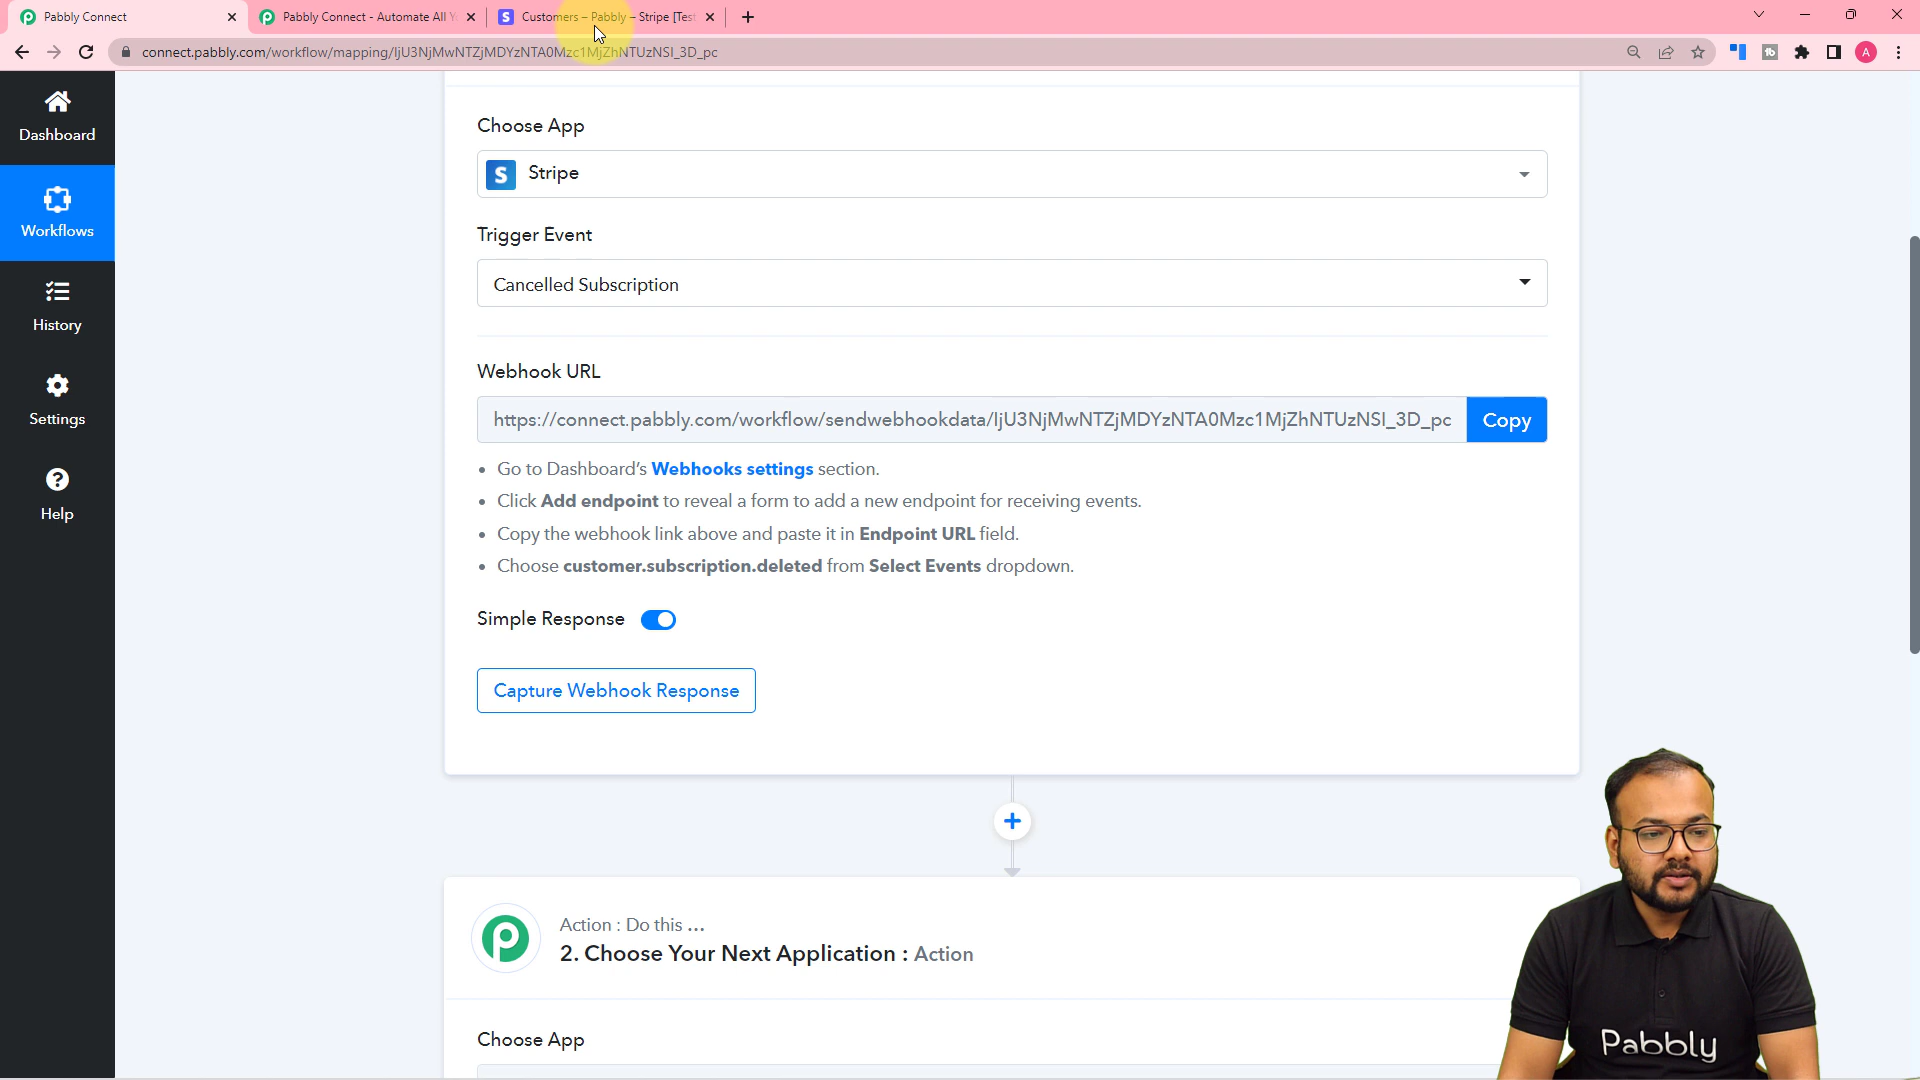 Pabbly Connect
Pabbly Connect - Automate All Y
Customers – Pabbly – Stripe [Test
connect.pabbly.com/workflow/mapping/IjU3NjMwNTZjMDYzNTA0Mzc1MjZhNTUzNSI_3D_pc
A
Dashboard
Workflows
History
Settings
Help
Choose App
S Stripe
Trigger Event
Cancelled Subscription
Webhook URL
https://connect.pabbly.com/workflow/sendwebhookdata/IjU3NjMwNTZjMDYzNTA0Mzc1MjZhNTUzNSI_3D_pc
Copy
Go to Dashboard's Webhooks settings section.
Click Add endpoint to reveal a form to add a new endpoint for receiving events.
Copy the webhook link above and paste it in Endpoint URL field.
Choose customer.subscription.deleted from Select Events dropdown.
Simple Response
Capture Webhook Response
Action : Do this ...
2. Choose Your Next Application : Action
Choose App
Pabbly